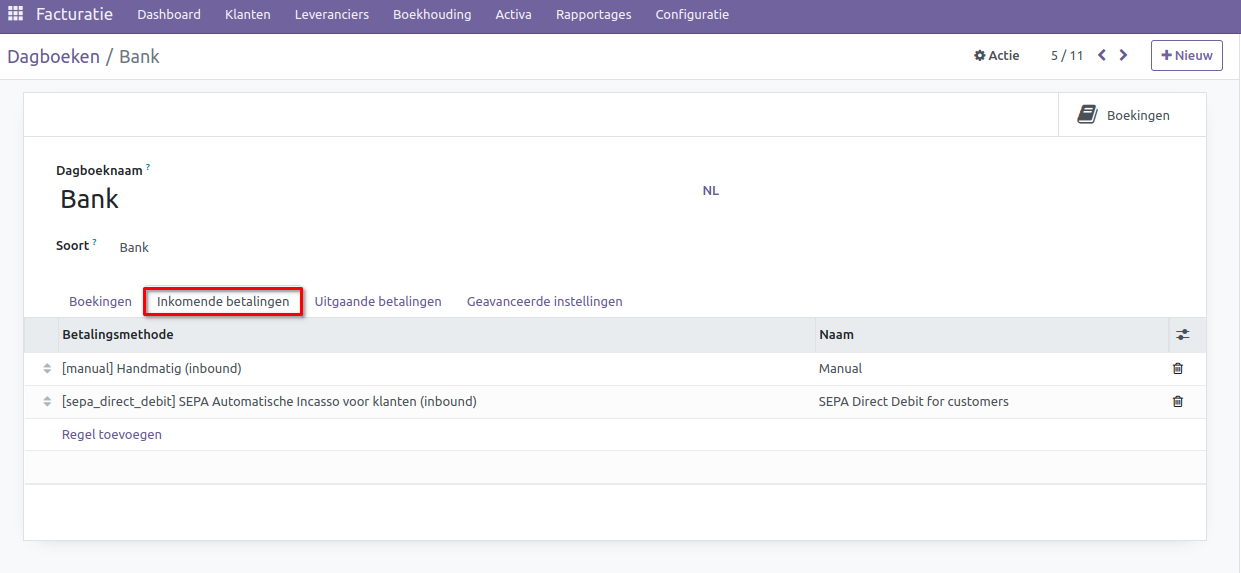 Facturatie Dashboard Klanten Leveranciers Boekhouding Activa Rapportages Configuratie
Dagboeken / Bank Actie 5 / 11 Nieuw
Boekingen
Dagboeknaam ?
Bank NL
Soort ? Bank
Boekingen Inkomende betalingen Uitgaande betalingen Geavanceerde instellingen
Betalingsmethode Naam
[manual] Handmatig (inbound) Manual
[sepa_direct_debit] SEPA Automatische Incasso voor klanten (inbound) SEPA Direct Debit for customers
Regel toevoegen